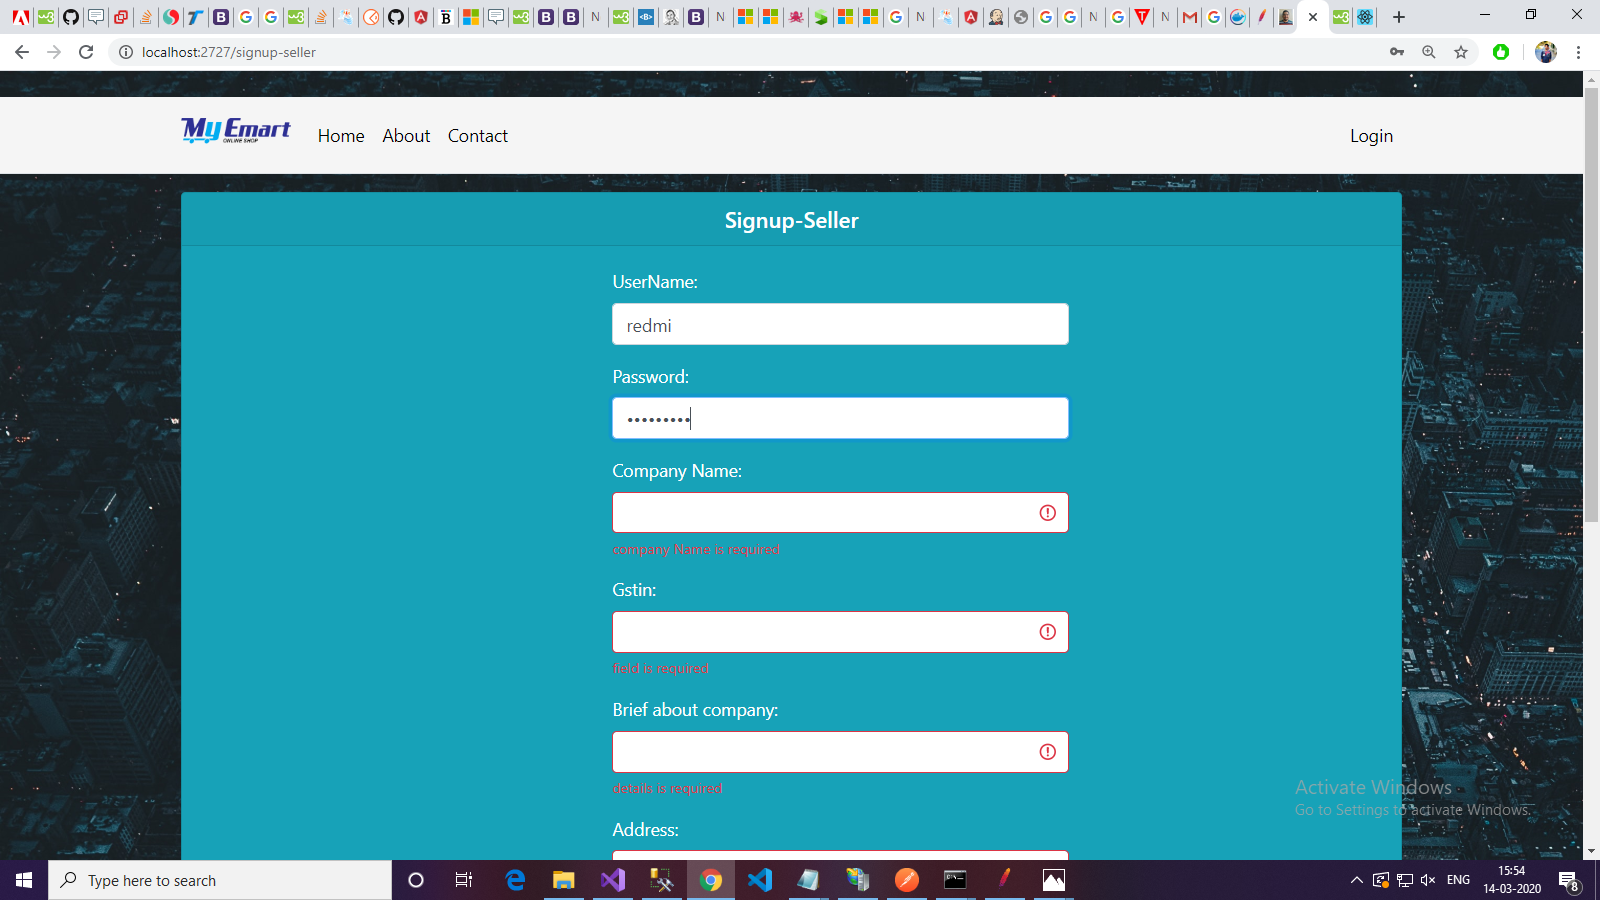 localhost:2727/signup-seller
My Emart
ONLINE SHOP
Home
About
Contact
Login
Signup-Seller
UserName:
redmi
Password:
•••••••••
Company Name:
company Name is required
Gstin:
field is required
Brief about company:
details is required
Address:
Activate Windows
Go to Settings to activate Windows.
Type here to search
ENG
15:54
14-03-2020
8